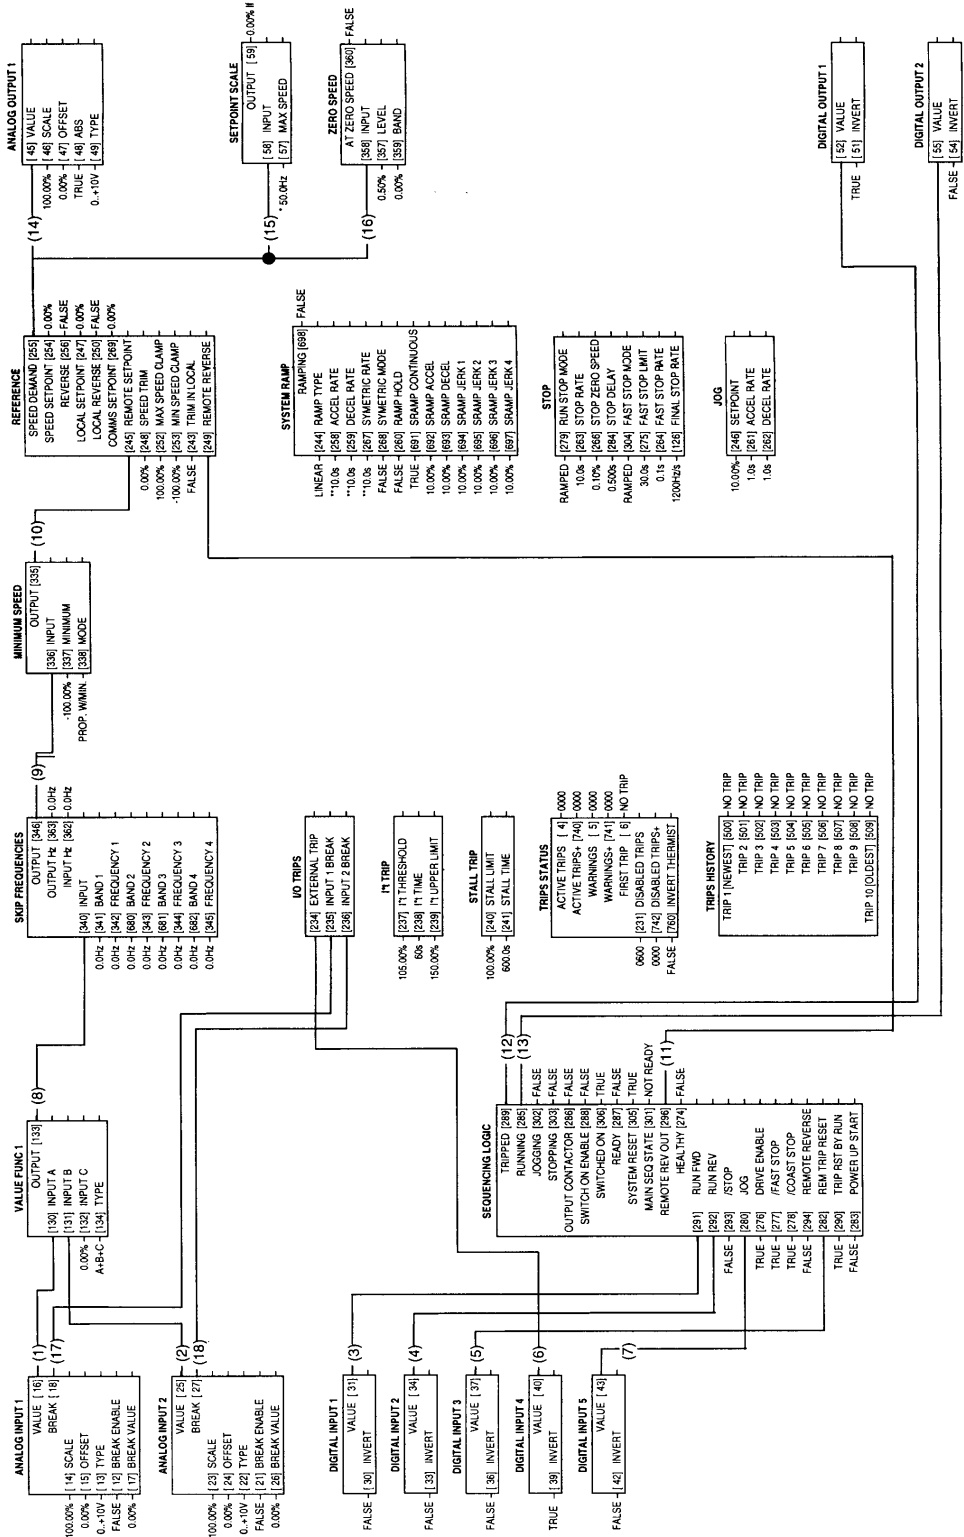 ANALOG INPUT 1
VALUE [ 16]
BREAK [ 18]
100.00% [ 14] SCALE
0.00% [ 15] OFFSET
0..+10V [ 13] TYPE
FALSE [ 12] BREAK ENABLE
0.00% [ 17] BREAK VALUE
(1)
(17)
ANALOG INPUT 2
VALUE [ 25]
BREAK [ 27]
100.00% [ 23] SCALE
0.00% [ 24] OFFSET
0..+10V [ 22] TYPE
FALSE [ 21] BREAK ENABLE
0.00% [ 26] BREAK VALUE
(2)
(18)
DIGITAL INPUT 1
VALUE [ 31]
FALSE [ 30] INVERT
(3)
DIGITAL INPUT 2
VALUE [ 34]
FALSE [ 33] INVERT
(4)
DIGITAL INPUT 3
VALUE [ 37]
FALSE [ 36] INVERT
(5)
DIGITAL INPUT 4
VALUE [ 40]
TRUE [ 39] INVERT
(6)
DIGITAL INPUT 5
VALUE [ 43]
FALSE [ 42] INVERT
(7)
VALUE FUNC 1
OUTPUT [133]
[130] INPUT A
[131] INPUT B
0.00% [132] INPUT C
A+B+C [134] TYPE
(8)
SEQUENCING LOGIC
TRIPPED [289]
RUNNING [285]
JOGGING [302] FALSE
STOPPING [303] FALSE
OUTPUT CONTACTOR [286] FALSE
SWITCH ON ENABLE [288] FALSE
SWITCHED ON [306] TRUE
READY [287] FALSE
SYSTEM RESET [305] TRUE
MAIN SEQ STATE [301] NOT READY
REMOTE REV OUT [296]
HEALTHY [274] FALSE
[291] RUN FWD
[292] RUN REV
FALSE [293] /STOP
[280] JOG
TRUE [276] DRIVE ENABLE
TRUE [277] /FAST STOP
TRUE [278] /COAST STOP
FALSE [294] REMOTE REVERSE
[282] REM TRIP RESET
TRUE [290] TRIP RST BY RUN
FALSE [283] POWER UP START
(12)
(13)
(11)
SKIP FREQUENCIES
OUTPUT [346]
OUTPUT Hz [363] 0.0Hz
INPUT Hz [362] 0.0Hz
[340] INPUT
0.0Hz [341] BAND 1
0.0Hz [342] FREQUENCY 1
0.0Hz [680] BAND 2
0.0Hz [343] FREQUENCY 2
0.0Hz [681] BAND 3
0.0Hz [344] FREQUENCY 3
0.0Hz [682] BAND 4
0.0Hz [345] FREQUENCY 4
(9)
I/O TRIPS
[234] EXTERNAL TRIP
[235] INPUT 1 BREAK
[236] INPUT 2 BREAK
I*t TRIP
105.00% [237] I*t THRESHOLD
60s [238] I*t TIME
150.00% [239] I*t UPPER LIMIT
STALL TRIP
100.00% [240] STALL LIMIT
600.0s [241] STALL TIME
TRIPS STATUS
ACTIVE TRIPS [ 4] 0000
ACTIVE TRIPS+ [740] 0000
WARNINGS [ 5] 0000
WARNINGS+ [741] 0000
FIRST TRIP [ 6] NO TRIP
0600 [231] DISABLED TRIPS
0000 [742] DISABLED TRIPS+
FALSE [760] INVERT THERMIST
TRIPS HISTORY
TRIP 1 [NEWEST] [500] NO TRIP
TRIP 2 [501] NO TRIP
TRIP 3 [502] NO TRIP
TRIP 4 [503] NO TRIP
TRIP 5 [504] NO TRIP
TRIP 6 [505] NO TRIP
TRIP 7 [506] NO TRIP
TRIP 8 [507] NO TRIP
TRIP 9 [508] NO TRIP
TRIP 10 [OLDEST] [509] NO TRIP
MINIMUM SPEED
OUTPUT [335]
[336] INPUT
-100.00% [337] MINIMUM
PROP. W/MIN. [338] MODE
(10)
REFERENCE
SPEED DEMAND [255]
SPEED SETPOINT [254] 0.00%
REVERSE [256] FALSE
LOCAL SETPOINT [247] 0.00%
LOCAL REVERSE [250] FALSE
COMMS SETPOINT [269] 0.00%
[245] REMOTE SETPOINT
0.00% [248] SPEED TRIM
100.00% [252] MAX SPEED CLAMP
-100.00% [253] MIN SPEED CLAMP
FALSE [243] TRIM IN LOCAL
[249] REMOTE REVERSE
SYSTEM RAMP
RAMPING [698] FALSE
LINEAR [244] RAMP TYPE
**10.0s [258] ACCEL RATE
**10.0s [259] DECEL RATE
**10.0s [267] SYMETRIC RATE
FALSE [268] SYMETRIC MODE
FALSE [260] RAMP HOLD
TRUE [691] SRAMP CONTINUOUS
10.00% [692] SRAMP ACCEL
10.00% [693] SRAMP DECEL
10.00% [694] SRAMP JERK 1
10.00% [695] SRAMP JERK 2
10.00% [696] SRAMP JERK 3
10.00% [697] SRAMP JERK 4
STOP
RAMPED [279] RUN STOP MODE
10.0s [263] STOP RATE
0.10% [266] STOP ZERO SPEED
0.500s [284] STOP DELAY
RAMPED [304] FAST STOP MODE
30.0s [275] FAST STOP LIMIT
0.1s [264] FAST STOP RATE
1200Hz/s [126] FINAL STOP RATE
JOG
10.00% [246] SETPOINT
1.0s [261] ACCEL RATE
1.0s [262] DECEL RATE
(14)
(15)
(16)
ANALOG OUTPUT 1
[ 45] VALUE
100.00% [ 46] SCALE
0.00% [ 47] OFFSET
TRUE [ 48] ABS
0..+10V [ 49] TYPE
SETPOINT SCALE
OUTPUT [ 59]
[ 58] INPUT
* 50.0Hz [ 57] MAX SPEED
ZERO SPEED
AT ZERO SPEED [360] FALSE
[358] INPUT
0.50% [357] LEVEL
0.00% [359] BAND
DIGITAL OUTPUT 1
[ 52] VALUE
TRUE [ 51] INVERT
DIGITAL OUTPUT 2
[ 55] VALUE
FALSE [ 54] INVERT